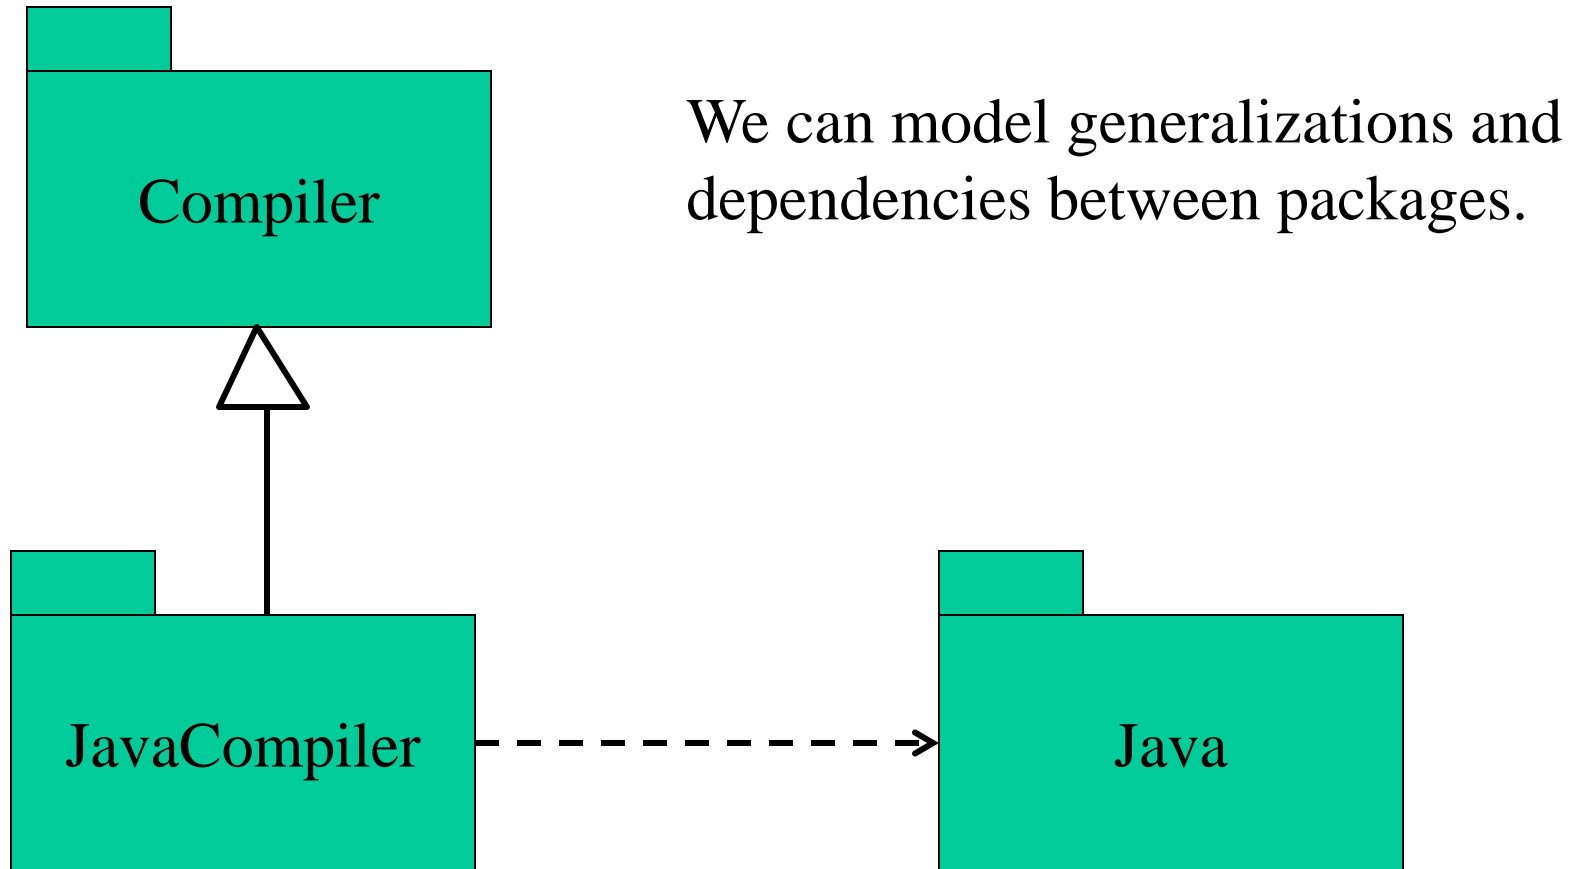 We can model generalizations and
dependencies between packages.
Compiler
JavaCompiler
Java